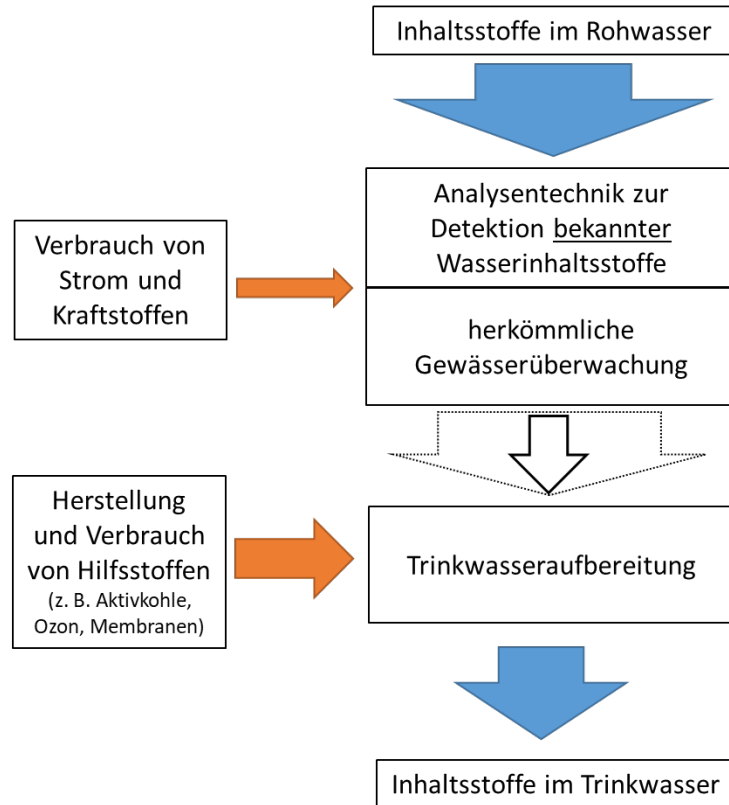 Inhaltsstoffe im Rohwasser
Analysentechnik zur
Detektion bekannter
Wasserinhaltsstoffe
Verbrauch von
Strom und
Kraftstoffen
herkömmliche
Gewässerüberwachung
Herstellung
und Verbrauch
von Hilfsstoffen
(z. B. Aktivkohle,
Ozon, Membranen)
Trinkwasseraufbereitung
Inhaltsstoffe im Trinkwasser